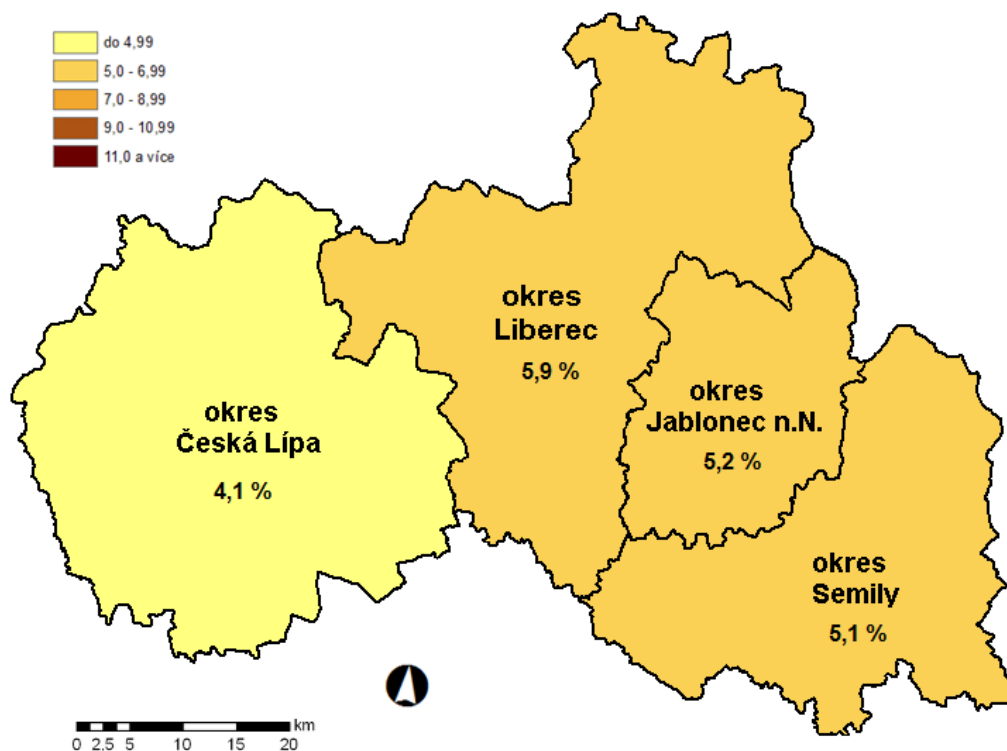 do 4,99
5,0 - 6,99
7,0 - 8,99
9,0 - 10,99
11,0 a více
okres
Liberec
5,9 %
okres
Jablonec n.N.
5,2 %
okres
Česká Lípa
4,1 %
okres
Semily
5,1 %
km
0 2,5 5 10 15 20